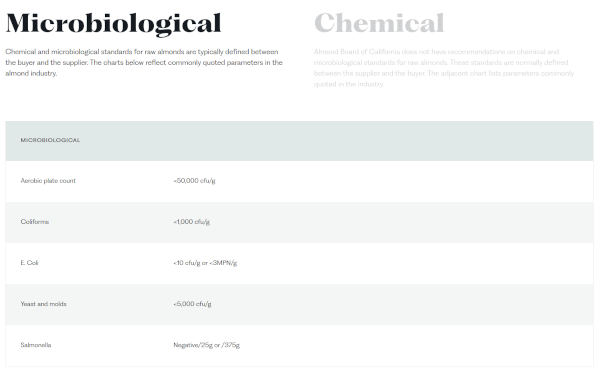 Microbiological
Chemical and microbiological standards for raw almonds are typically defined between
the buyer and the supplier. The charts below reflect commonly quoted parameters in the
almond industry.
Chemical
Almond Board of California does not have recommendations on chemical and
microbiological standards for raw almonds. These standards are normally defined
between the supplier and the buyer. The adjacent chart lists parameters commonly
quoted in the industry.
MICROBIOLOGICAL
Aerobic plate count <50,000 cfu/g
Coliforms <1,000 cfu/g
E. Coli <10 cfu/g or <3MPN/g
Yeast and molds <5,000 cfu/g
Salmonella Negative/25g or /375g